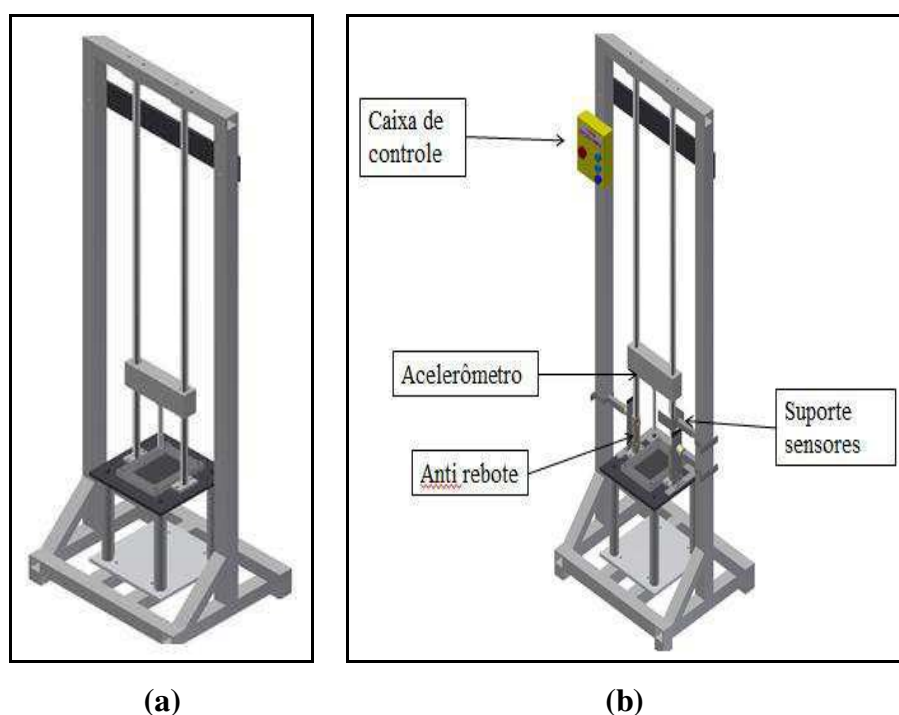 Caixa de
controle
Acelerômetro
Suporte
sensores
Anti rebote
(a)
(b)